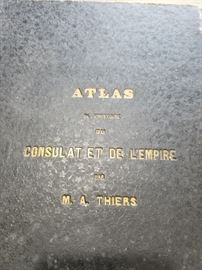 ATLAS
DU
CONSULAT ET DE L'EMPIRE
PAR
M. A. THIERS